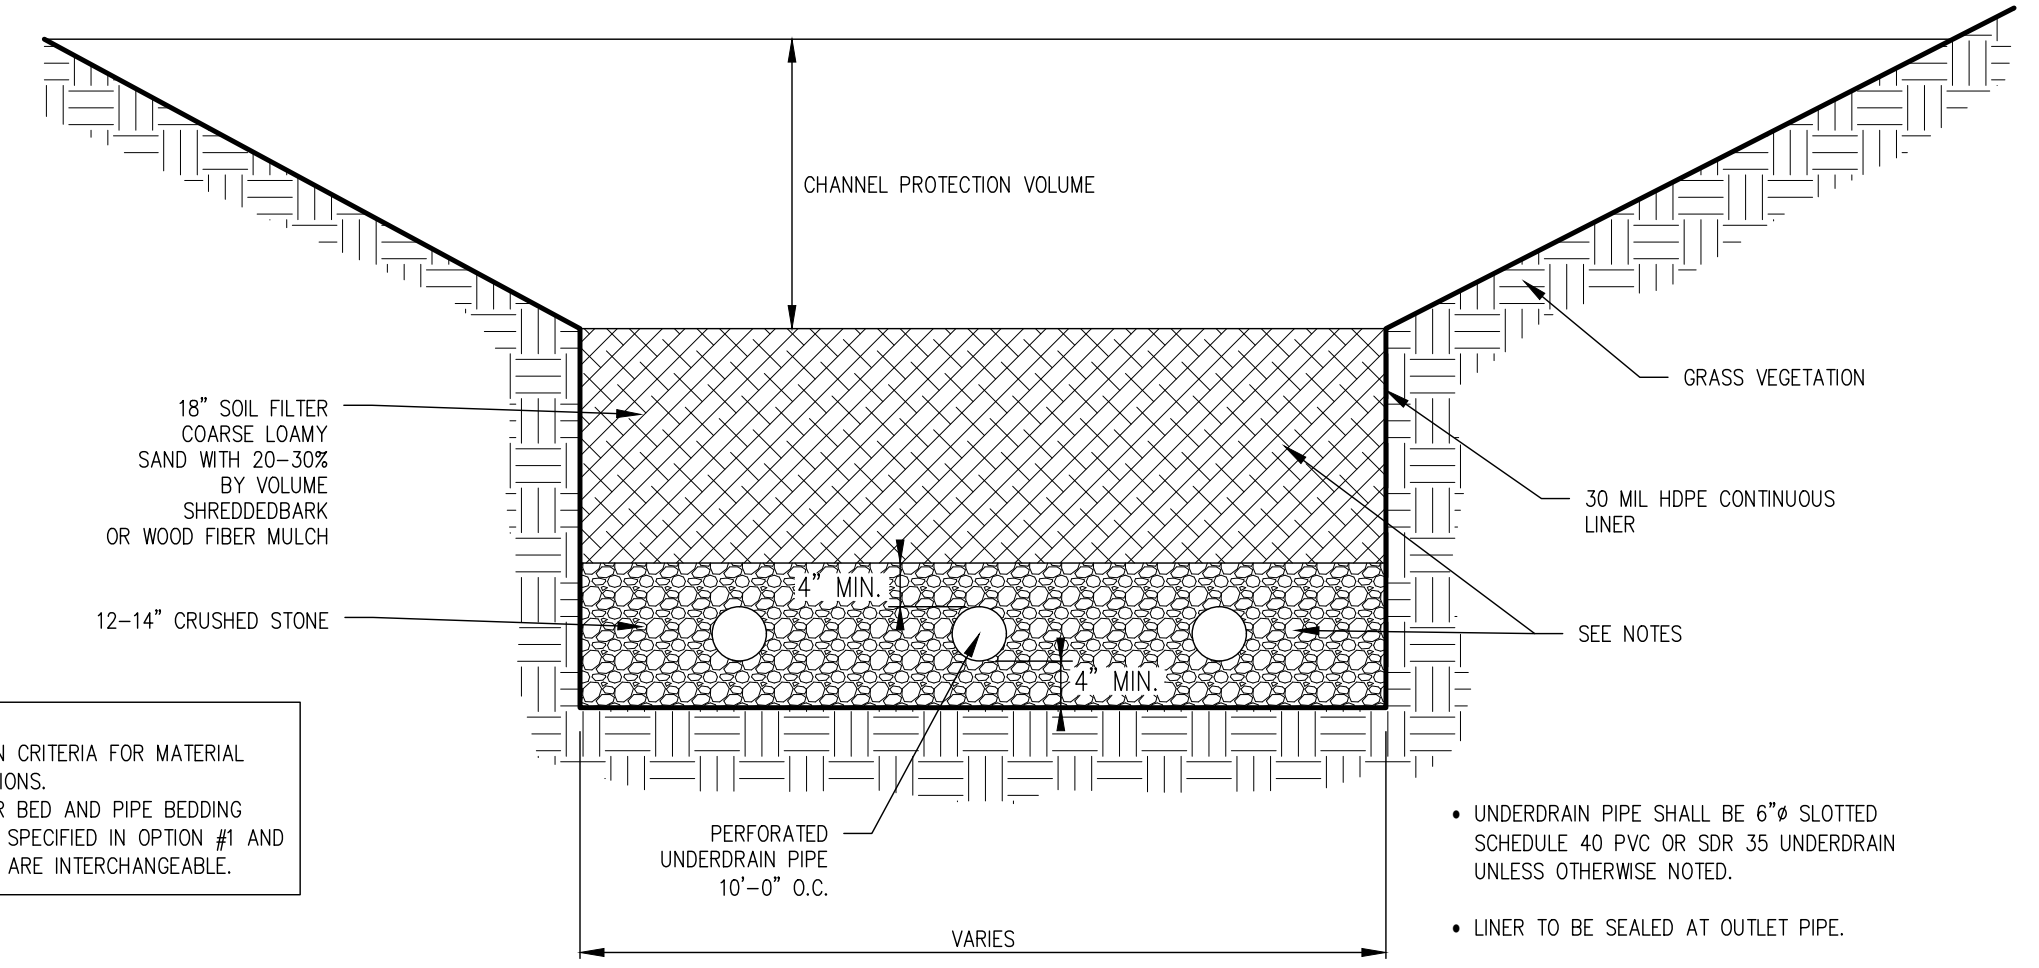 CHANNEL PROTECTION VOLUME
GRASS VEGETATION
18" SOIL FILTER
COARSE LOAMY
SAND WITH 20-30%
BY VOLUME
SHREDDEDBARK
OR WOOD FIBER MULCH
30 MIL HDPE CONTINUOUS
LINER
4" MIN.
12-14" CRUSHED STONE
SEE NOTES
4" MIN.
N CRITERIA FOR MATERIAL
IONS.
R BED AND PIPE BEDDING
SPECIFIED IN OPTION #1 AND
ARE INTERCHANGEABLE.
PERFORATED
UNDERDRAIN PIPE
10'-0" O.C.
VARIES
• UNDERDRAIN PIPE SHALL BE 6"ø SLOTTED
SCHEDULE 40 PVC OR SDR 35 UNDERDRAIN
UNLESS OTHERWISE NOTED.
• LINER TO BE SEALED AT OUTLET PIPE.